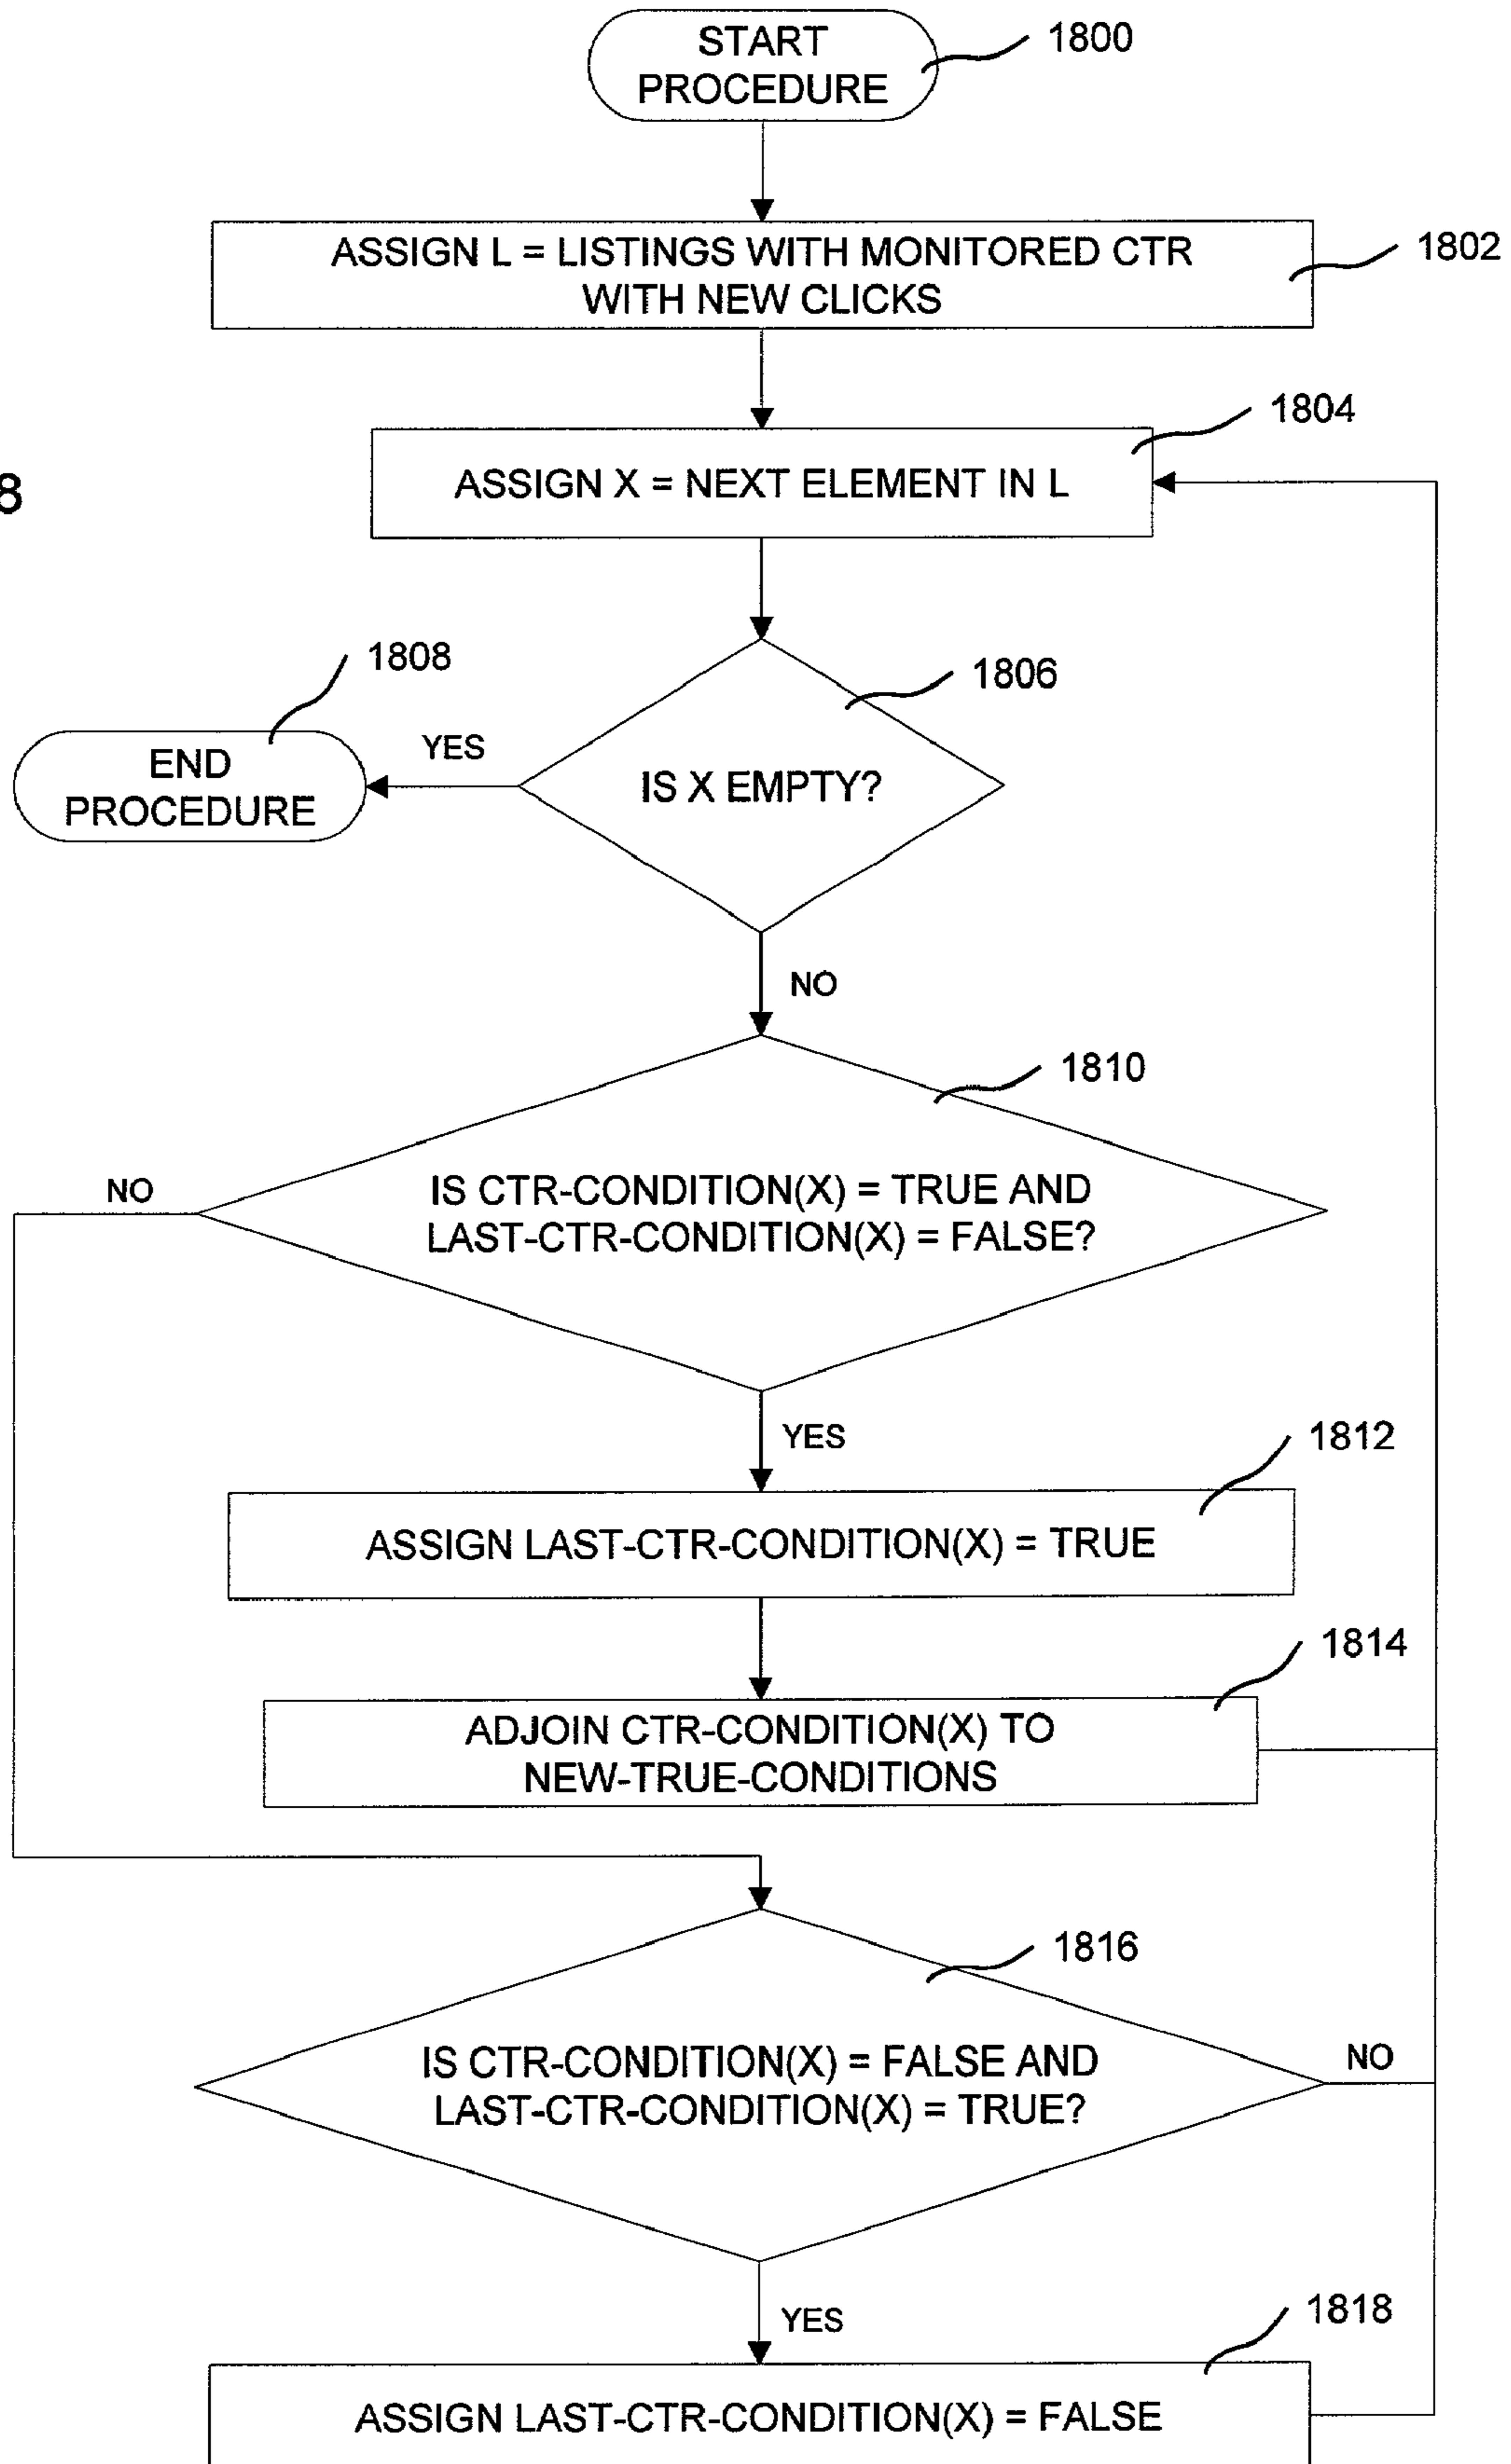 START
PROCEDURE
1800
ASSIGN L = LISTINGS WITH MONITORED CTR
WITH NEW CLICKS
1802
1804
ASSIGN X = NEXT ELEMENT IN L
8
1808
1806
END
PROCEDURE
YES
IS X EMPTY?
NO
1810
NO
IS CTR-CONDITION(X) = TRUE AND
LAST-CTR-CONDITION(X) = FALSE?
YES
1812
ASSIGN LAST-CTR-CONDITION(X) = TRUE
1814
ADJOIN CTR-CONDITION(X) TO
NEW-TRUE-CONDITIONS
1816
IS CTR-CONDITION(X) = FALSE AND
LAST-CTR-CONDITION(X) = TRUE?
NO
YES
1818
ASSIGN LAST-CTR-CONDITION(X) = FALSE